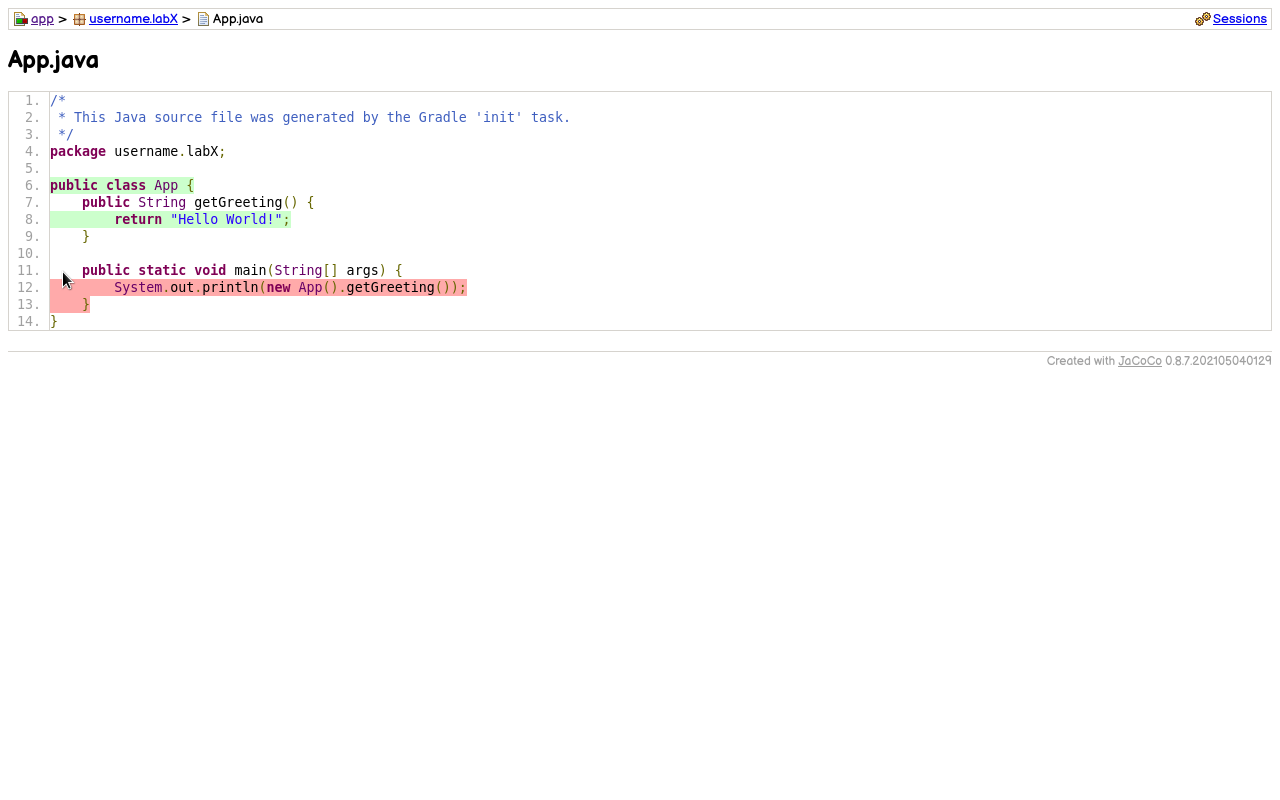 app > username.labX > App.java Sessions
App.java
1. /*
2.  * This Java source file was generated by the Gradle 'init' task.
3.  */
4. package username.labX;
5.
6. public class App {
7.     public String getGreeting() {
8.         return "Hello World!";
9.     }
10.
11.     public static void main(String[] args) {
12.         System.out.println(new App().getGreeting());
13.     }
14. }
Created with JaCoCo 0.8.7.202105040129